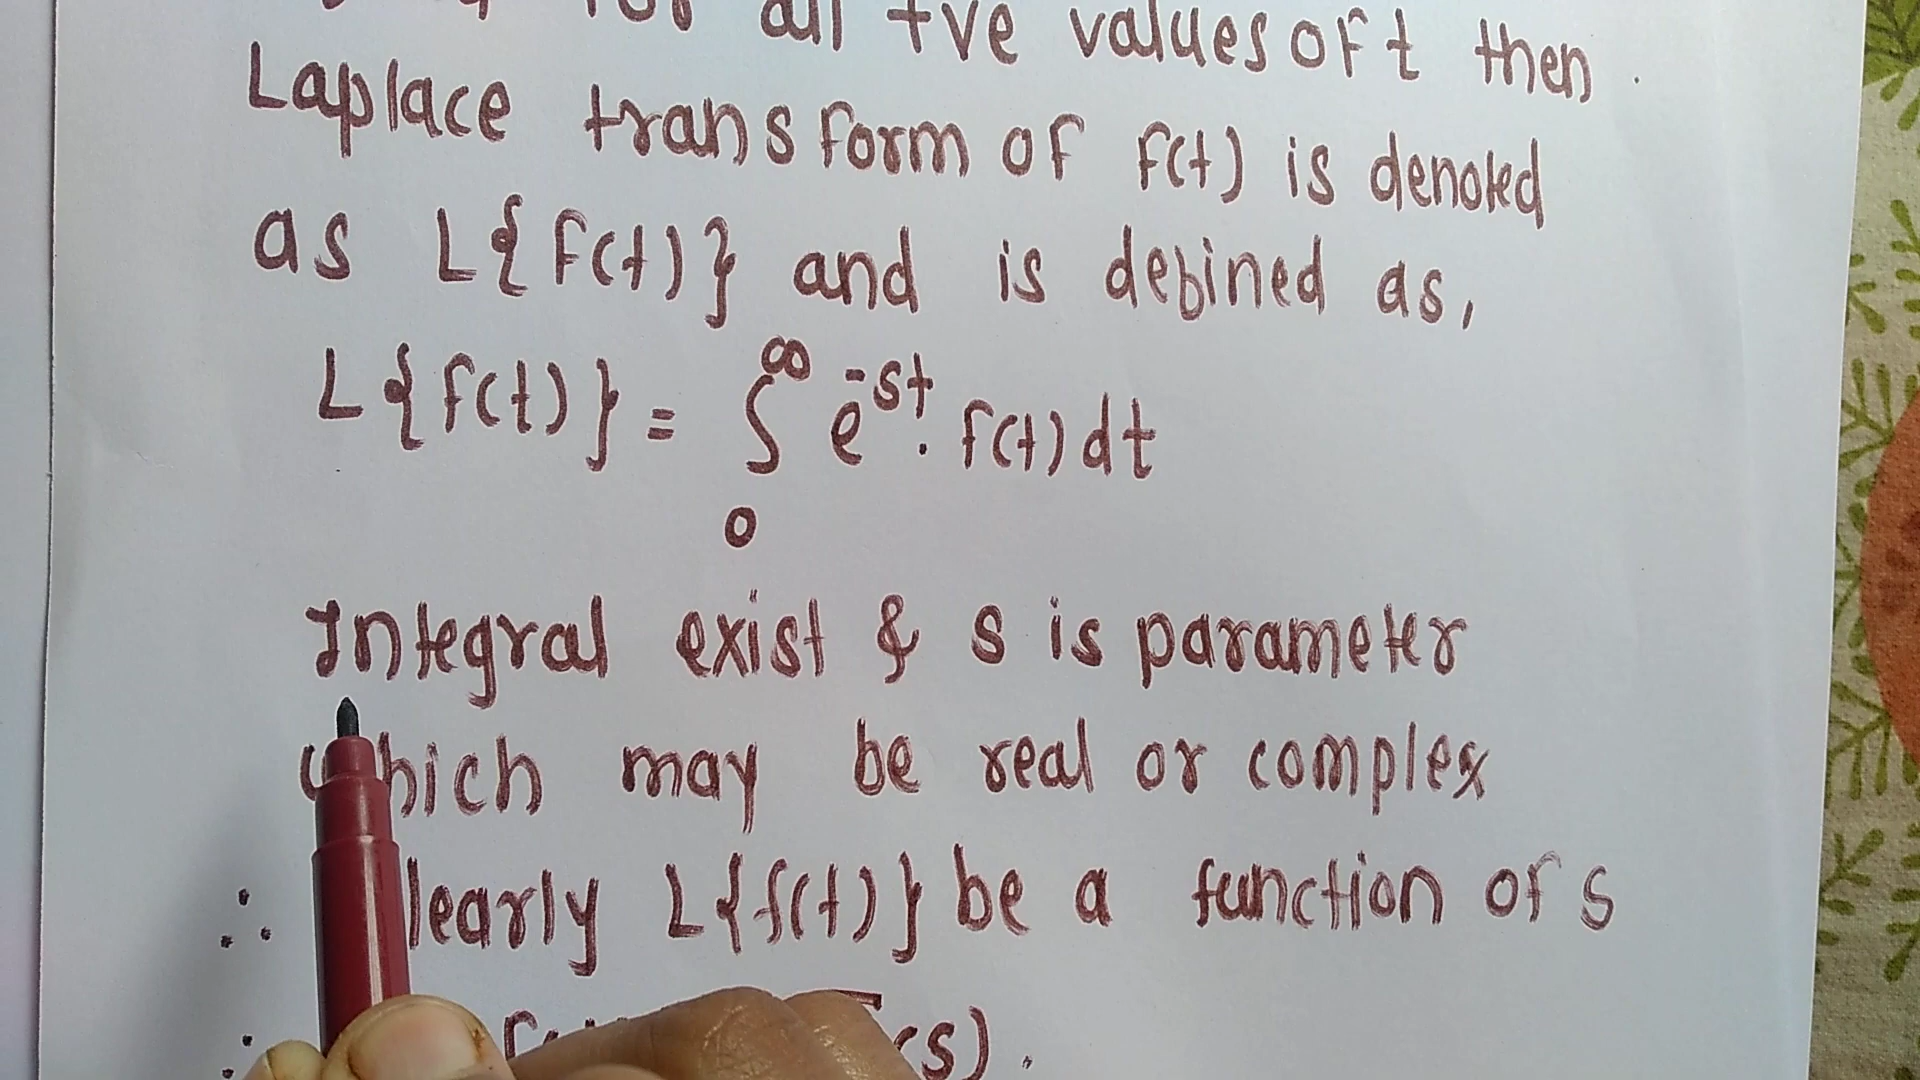 all +ve values of t then
Laplace transform of f(t) is denoted
as L{f(t)} and is defined as,
L{f(t)} = ∫₀^∞ e^-st . f(t) dt
Integral exist & s is parameter
which may be real or complex
∴ Clearly L{f(t)} be a function of s
(s).